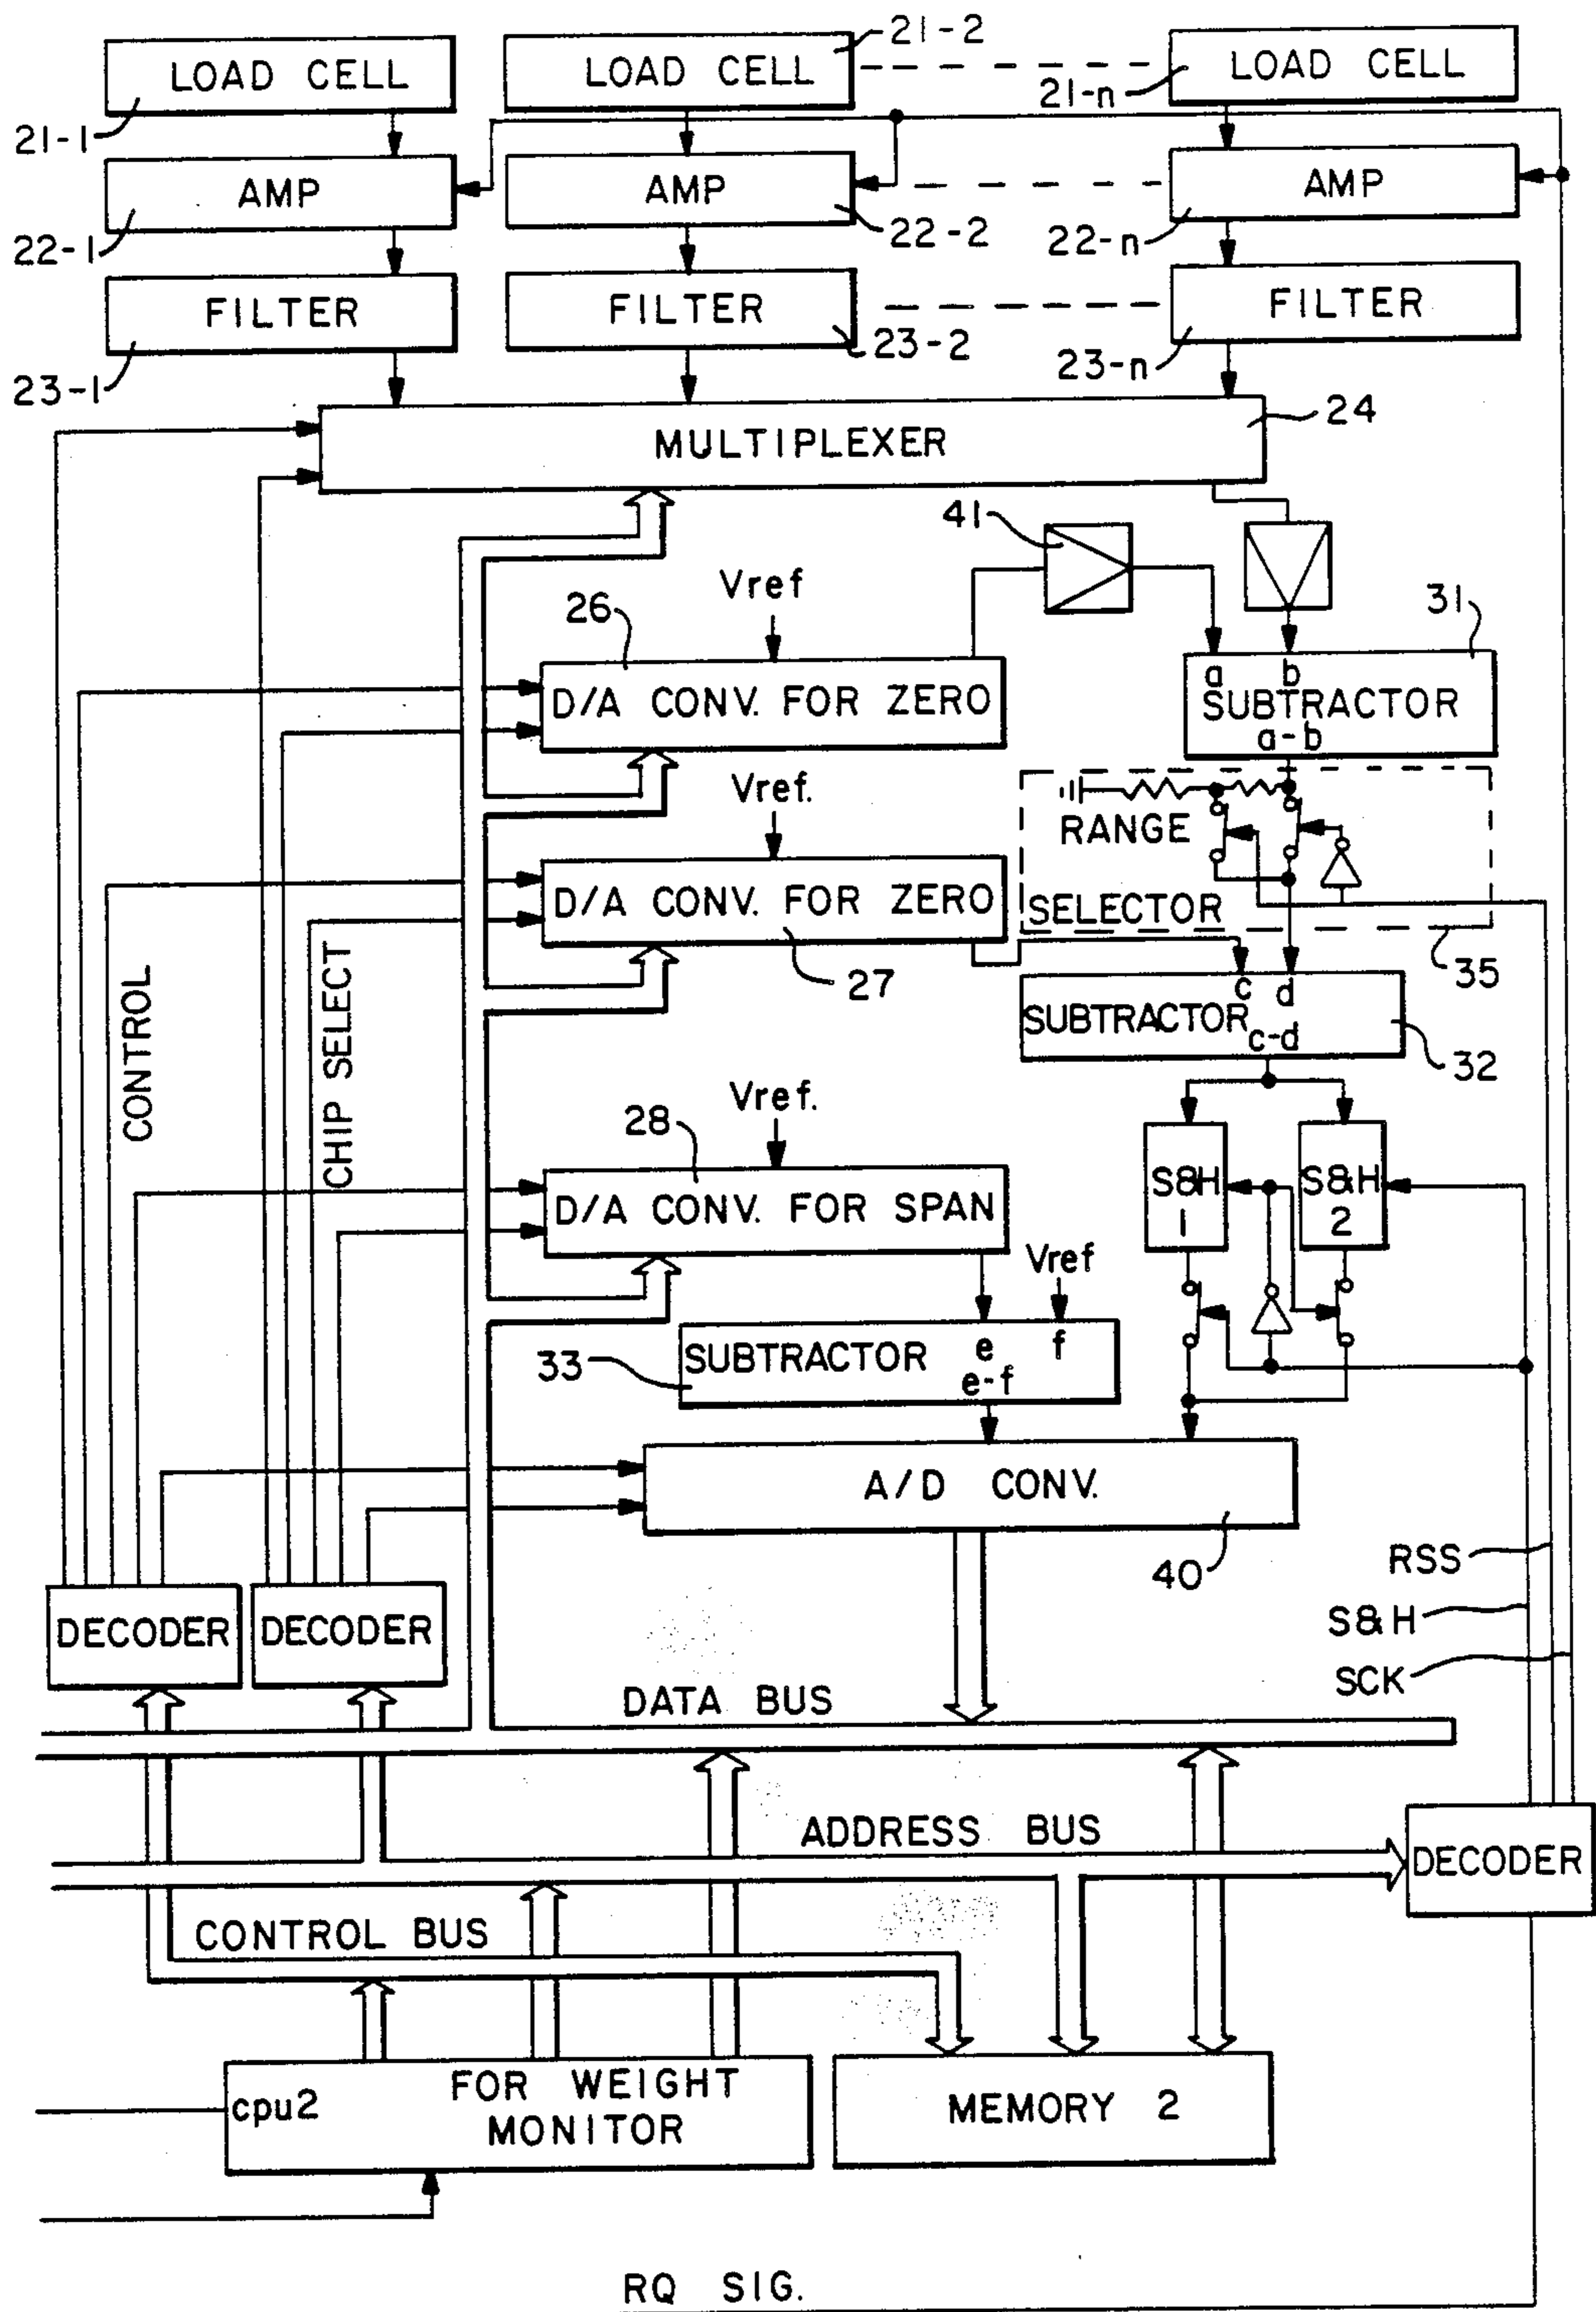 21-2
LOAD CELL
LOAD CELL
LOAD CELL
21-n
21-1
AMP
AMP
AMP
22-1
22-2
22-n
FILTER
FILTER
FILTER
23-1
23-2
23-n
24
MULTIPLEXER
41
Vref
26
31
a b
D/A CONV. FOR ZERO
SUBTRACTOR
a-b
Vref.
RANGE
D/A CONV. FOR ZERO
SELECTOR
35
27
c d
SUBTRACTOR
c-d
32
CONTROL
CHIP SELECT
Vref.
28
S&H
1
S&H
2
D/A CONV. FOR SPAN
Vref
e f
SUBTRACTOR
e-f
33
A/D CONV.
40
RSS
S&H
SCK
DECODER
DECODER
DATA BUS
ADDRESS BUS
DECODER
CONTROL BUS
cpu2
FOR WEIGHT
MONITOR
MEMORY 2
RQ SIG.